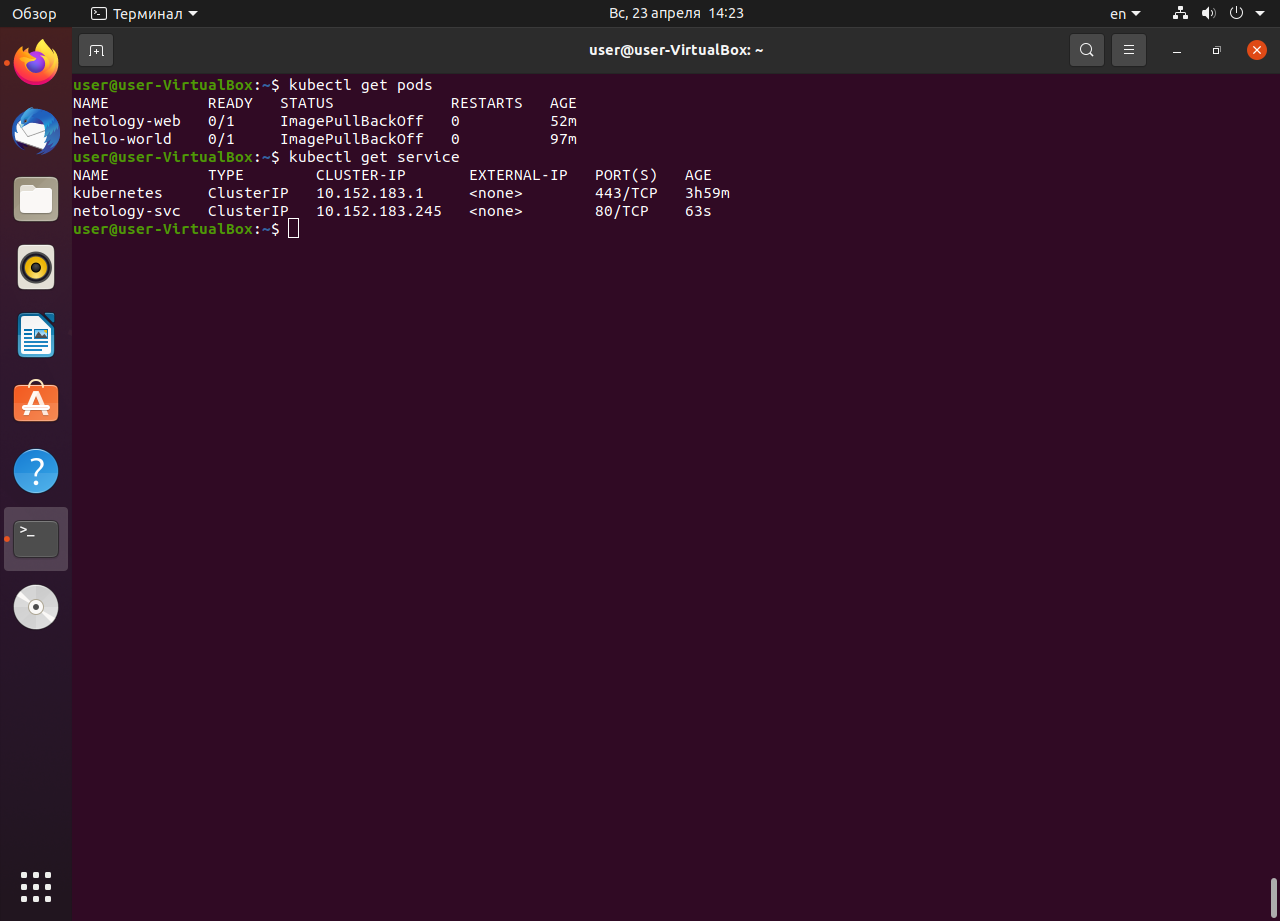 Обзор Терминал Вс, 23 апреля 14:23 en
user@user-VirtualBox: ~
user@user-VirtualBox:~$ kubectl get pods
NAME READY STATUS RESTARTS AGE
netology-web 0/1 ImagePullBackOff 0 52m
hello-world 0/1 ImagePullBackOff 0 97m
user@user-VirtualBox:~$ kubectl get service
NAME TYPE CLUSTER-IP EXTERNAL-IP PORT(S) AGE
kubernetes ClusterIP 10.152.183.1 <none> 443/TCP 3h59m
netology-svc ClusterIP 10.152.183.245 <none> 80/TCP 63s
user@user-VirtualBox:~$